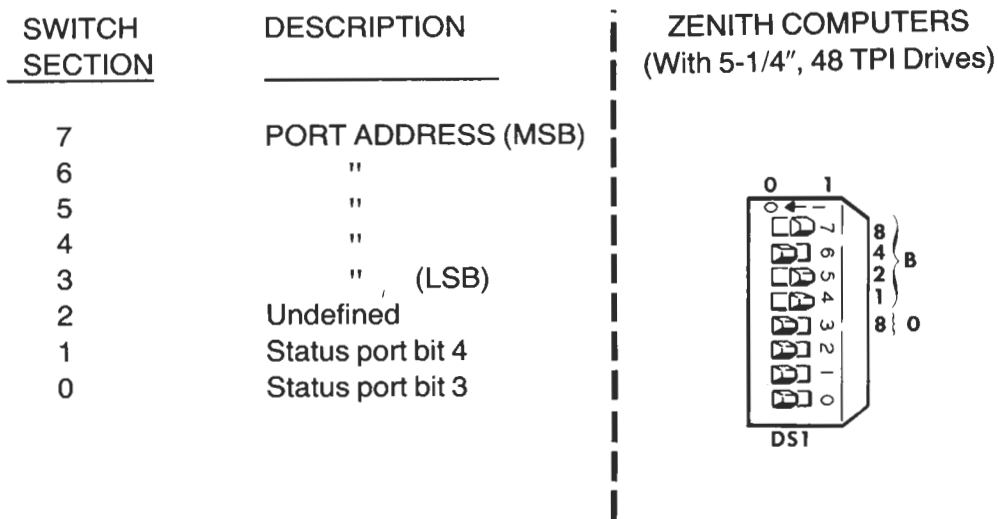 SWITCH SECTION
DESCRIPTION
7 PORT ADDRESS (MSB)
6 "
5 "
4 "
3 " (LSB)
2 Undefined
1 Status port bit 4
0 Status port bit 3
ZENITH COMPUTERS
(With 5-1/4", 48 TPI Drives)
0 1
0 ← –
7 8
6 4
5 2 B
4 1
3 8 0
2
1
0
DS1